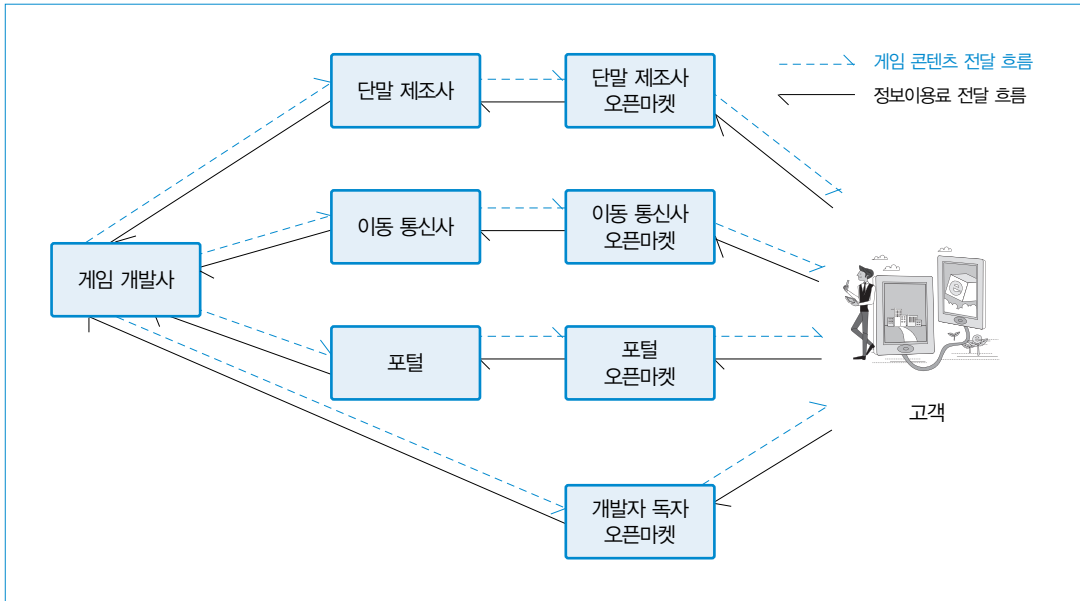 게임 콘텐츠 전달 흐름
정보이용료 전달 흐름
단말 제조사
단말 제조사
오픈마켓
이동 통신사
이동 통신사
오픈마켓
게임 개발사
포털
포털
오픈마켓
고객
개발자 독자
오픈마켓